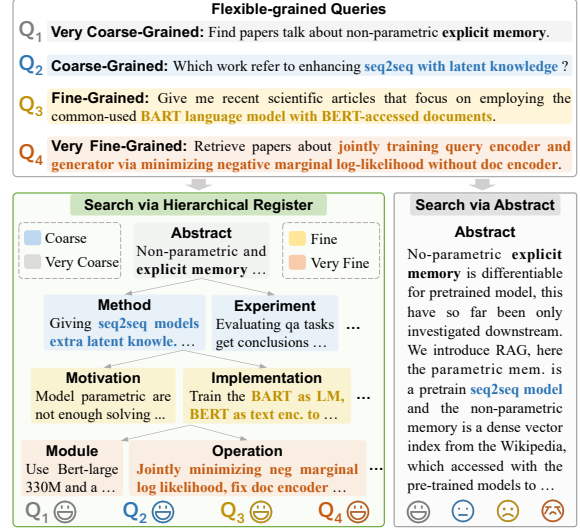 Flexible-grained Queries
Q1 Very Coarse-Grained: Find papers talk about non-parametric explicit memory.
Q2 Coarse-Grained: Which work refer to enhancing seq2seq with latent knowledge ?
Q3 Fine-Grained: Give me recent scientific articles that focus on employing the
common-used BART language model with BERT-accessed documents.
Q4 Very Fine-Grained: Retrieve papers about jointly training query encoder and
generator via minimizing negative marginal log-likelihood without doc encoder.
Search via Hierarchical Register
Coarse
Very Coarse
Abstract
Non-parametric and
explicit memory ...
Fine
Very Fine
Method
Giving seq2seq models
extra latent knowle. ...
Experiment
Evaluating qa tasks
get conclusions ...
...
Motivation
Model parametric are
not enough solving ...
Implementation
Train the BART as LM,
BERT as text enc. to ...
...
Module
Use Bert-large
330M and a ...
Operation
Jointly minimizing neg marginal
log likelihood, fix doc encoder ...
...
Q1 Q2 Q3 Q4
Search via Abstract
Abstract
No-parametric explicit
memory is differentiable
for pretrained model, this
have so far been only
investigated downstream.
We introduce RAG, here
the parametric mem. is
a pretrain seq2seq model
and the non-parametric
memory is a dense vector
index from the Wikipedia,
which accessed with the
pre-trained models to ...